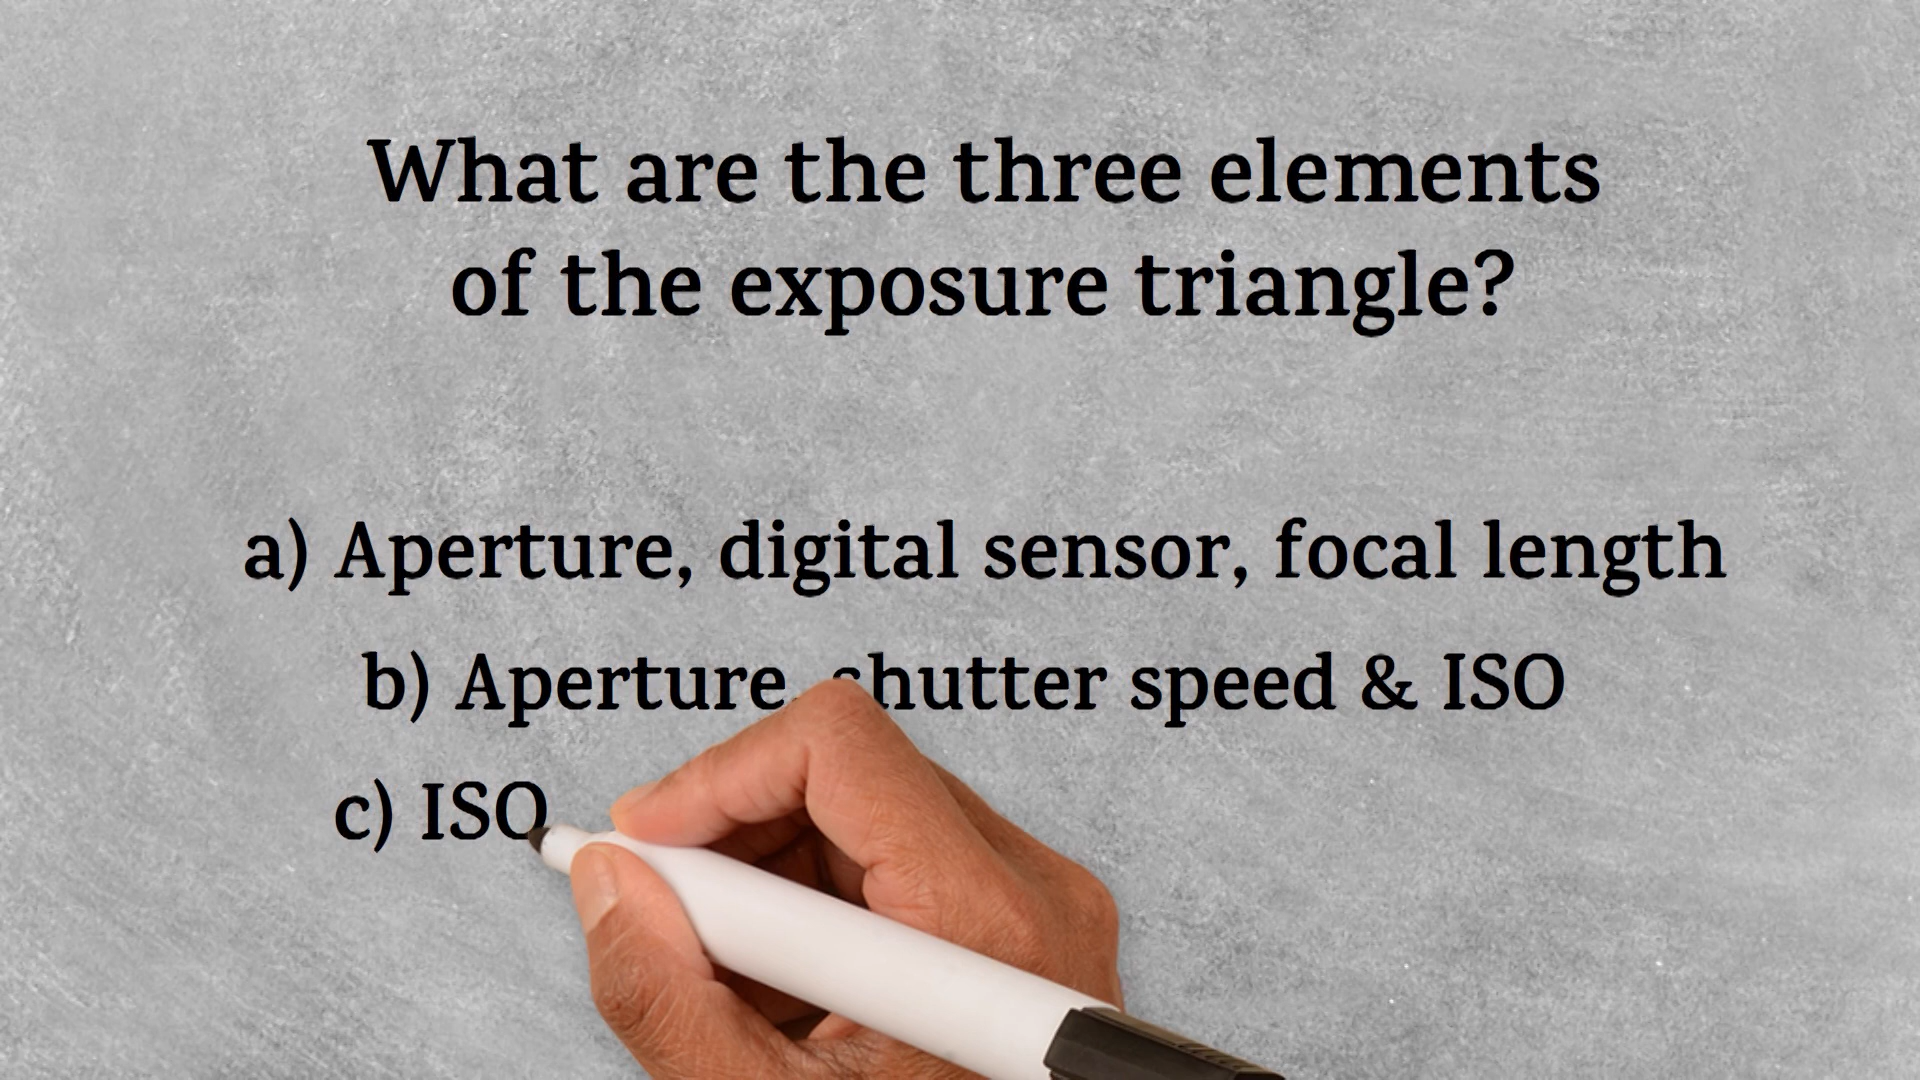 What are the three elements
of the exposure triangle?
a) Aperture, digital sensor, focal length
b) Aperture, shutter speed & ISO
c) ISO